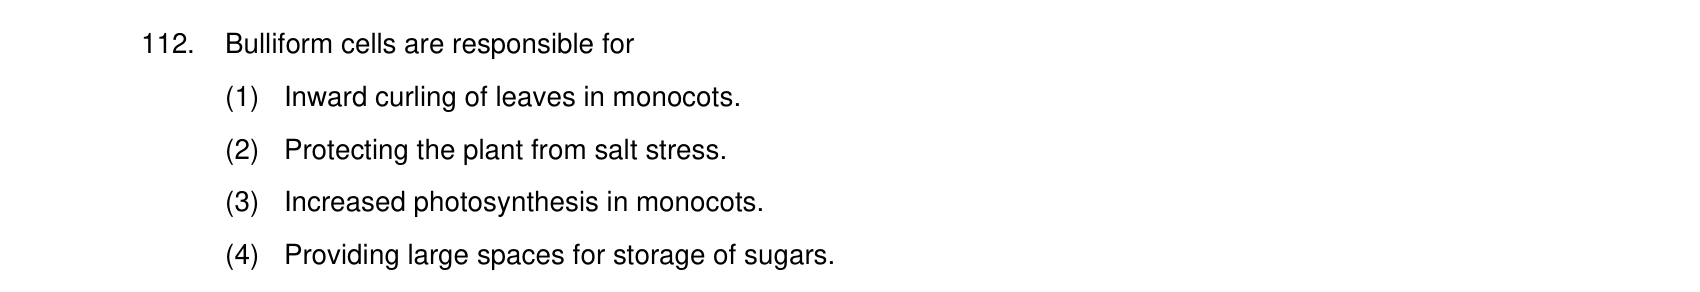 112. Bulliform cells are responsible for
(1) Inward curling of leaves in monocots.
(2) Protecting the plant from salt stress.
(3) Increased photosynthesis in monocots.
(4) Providing large spaces for storage of sugars.